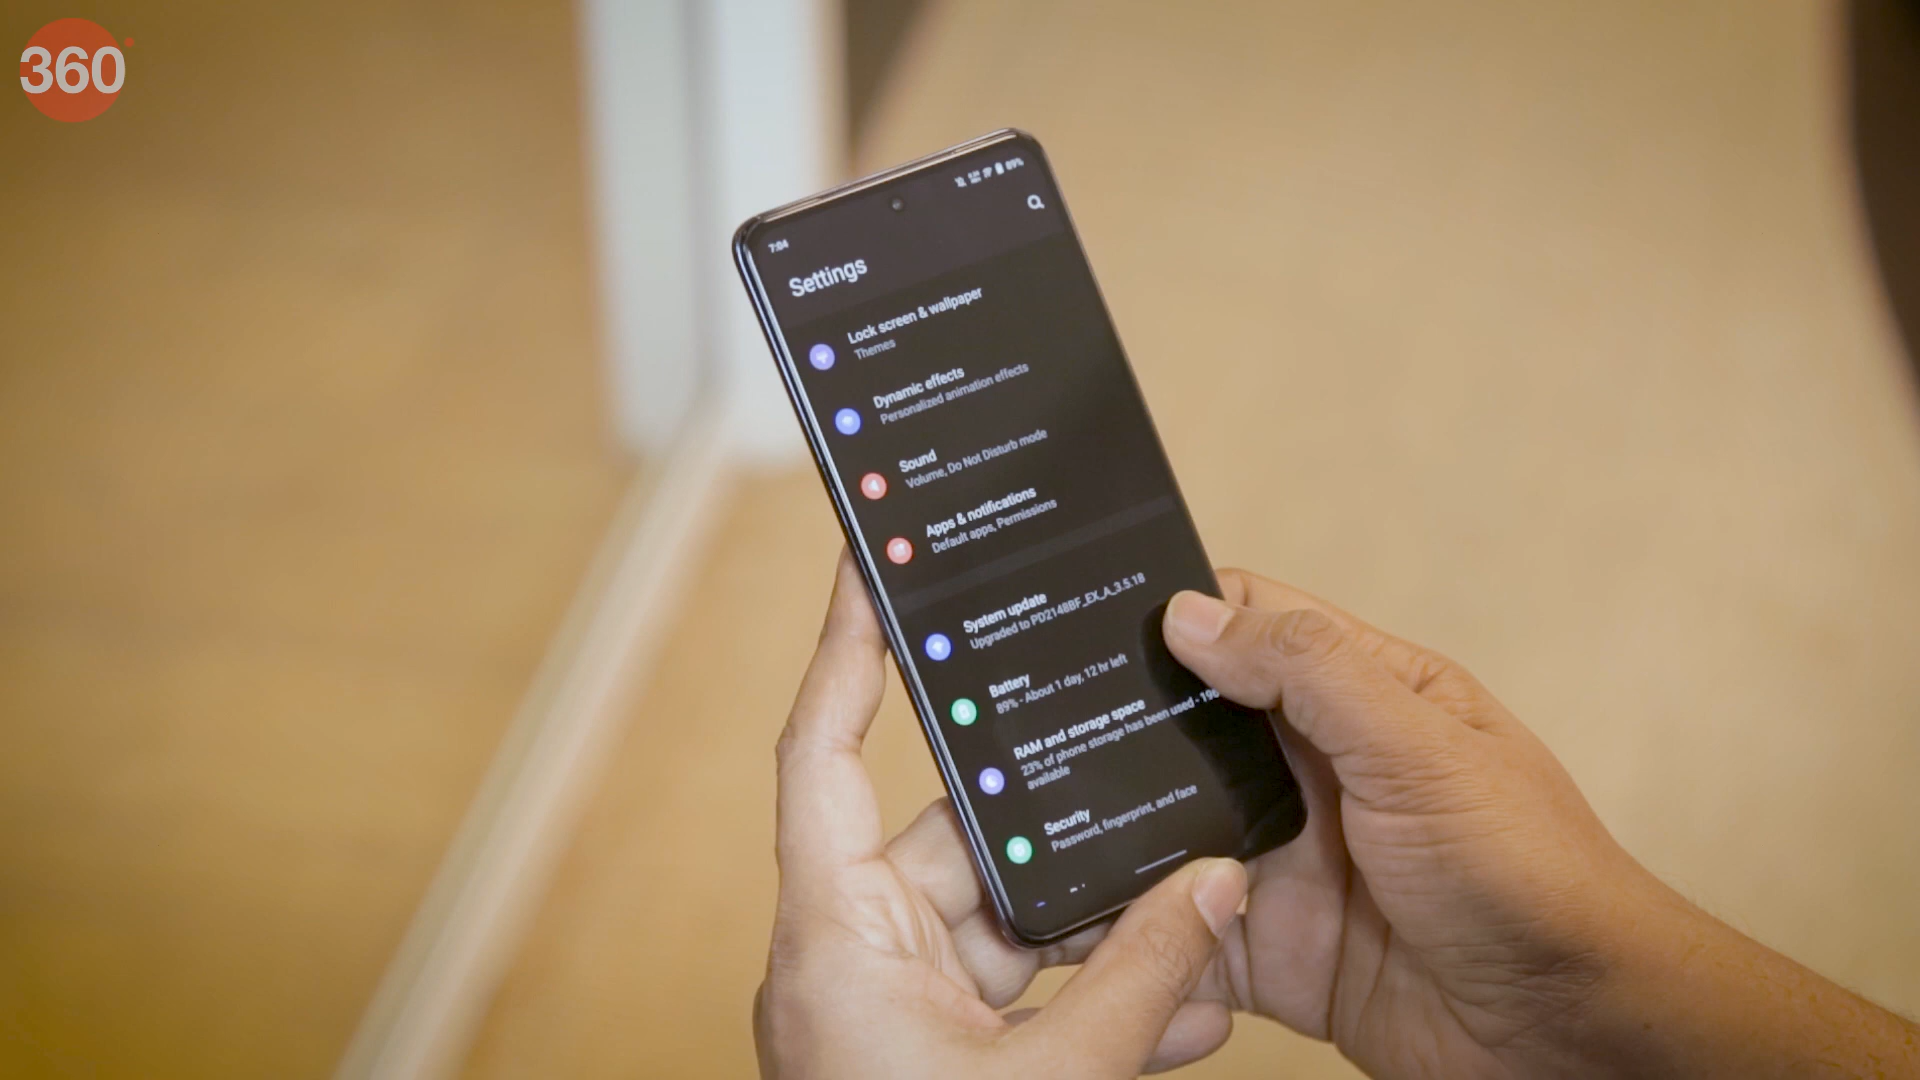 360
89%
7:04
Settings
Lock screen & wallpaper
Themes
Dynamic effects
Personalized animation effects
Sound
Volume, Do Not Disturb mode
Apps & notifications
Default apps, Permissions
System update
Upgraded to PD2148BF_EX_A_3.5.18
Battery
89% - About 1 day, 12 hr left
RAM and storage space
23% of phone storage has been used - 196
available
Security
Password, fingerprint, and face